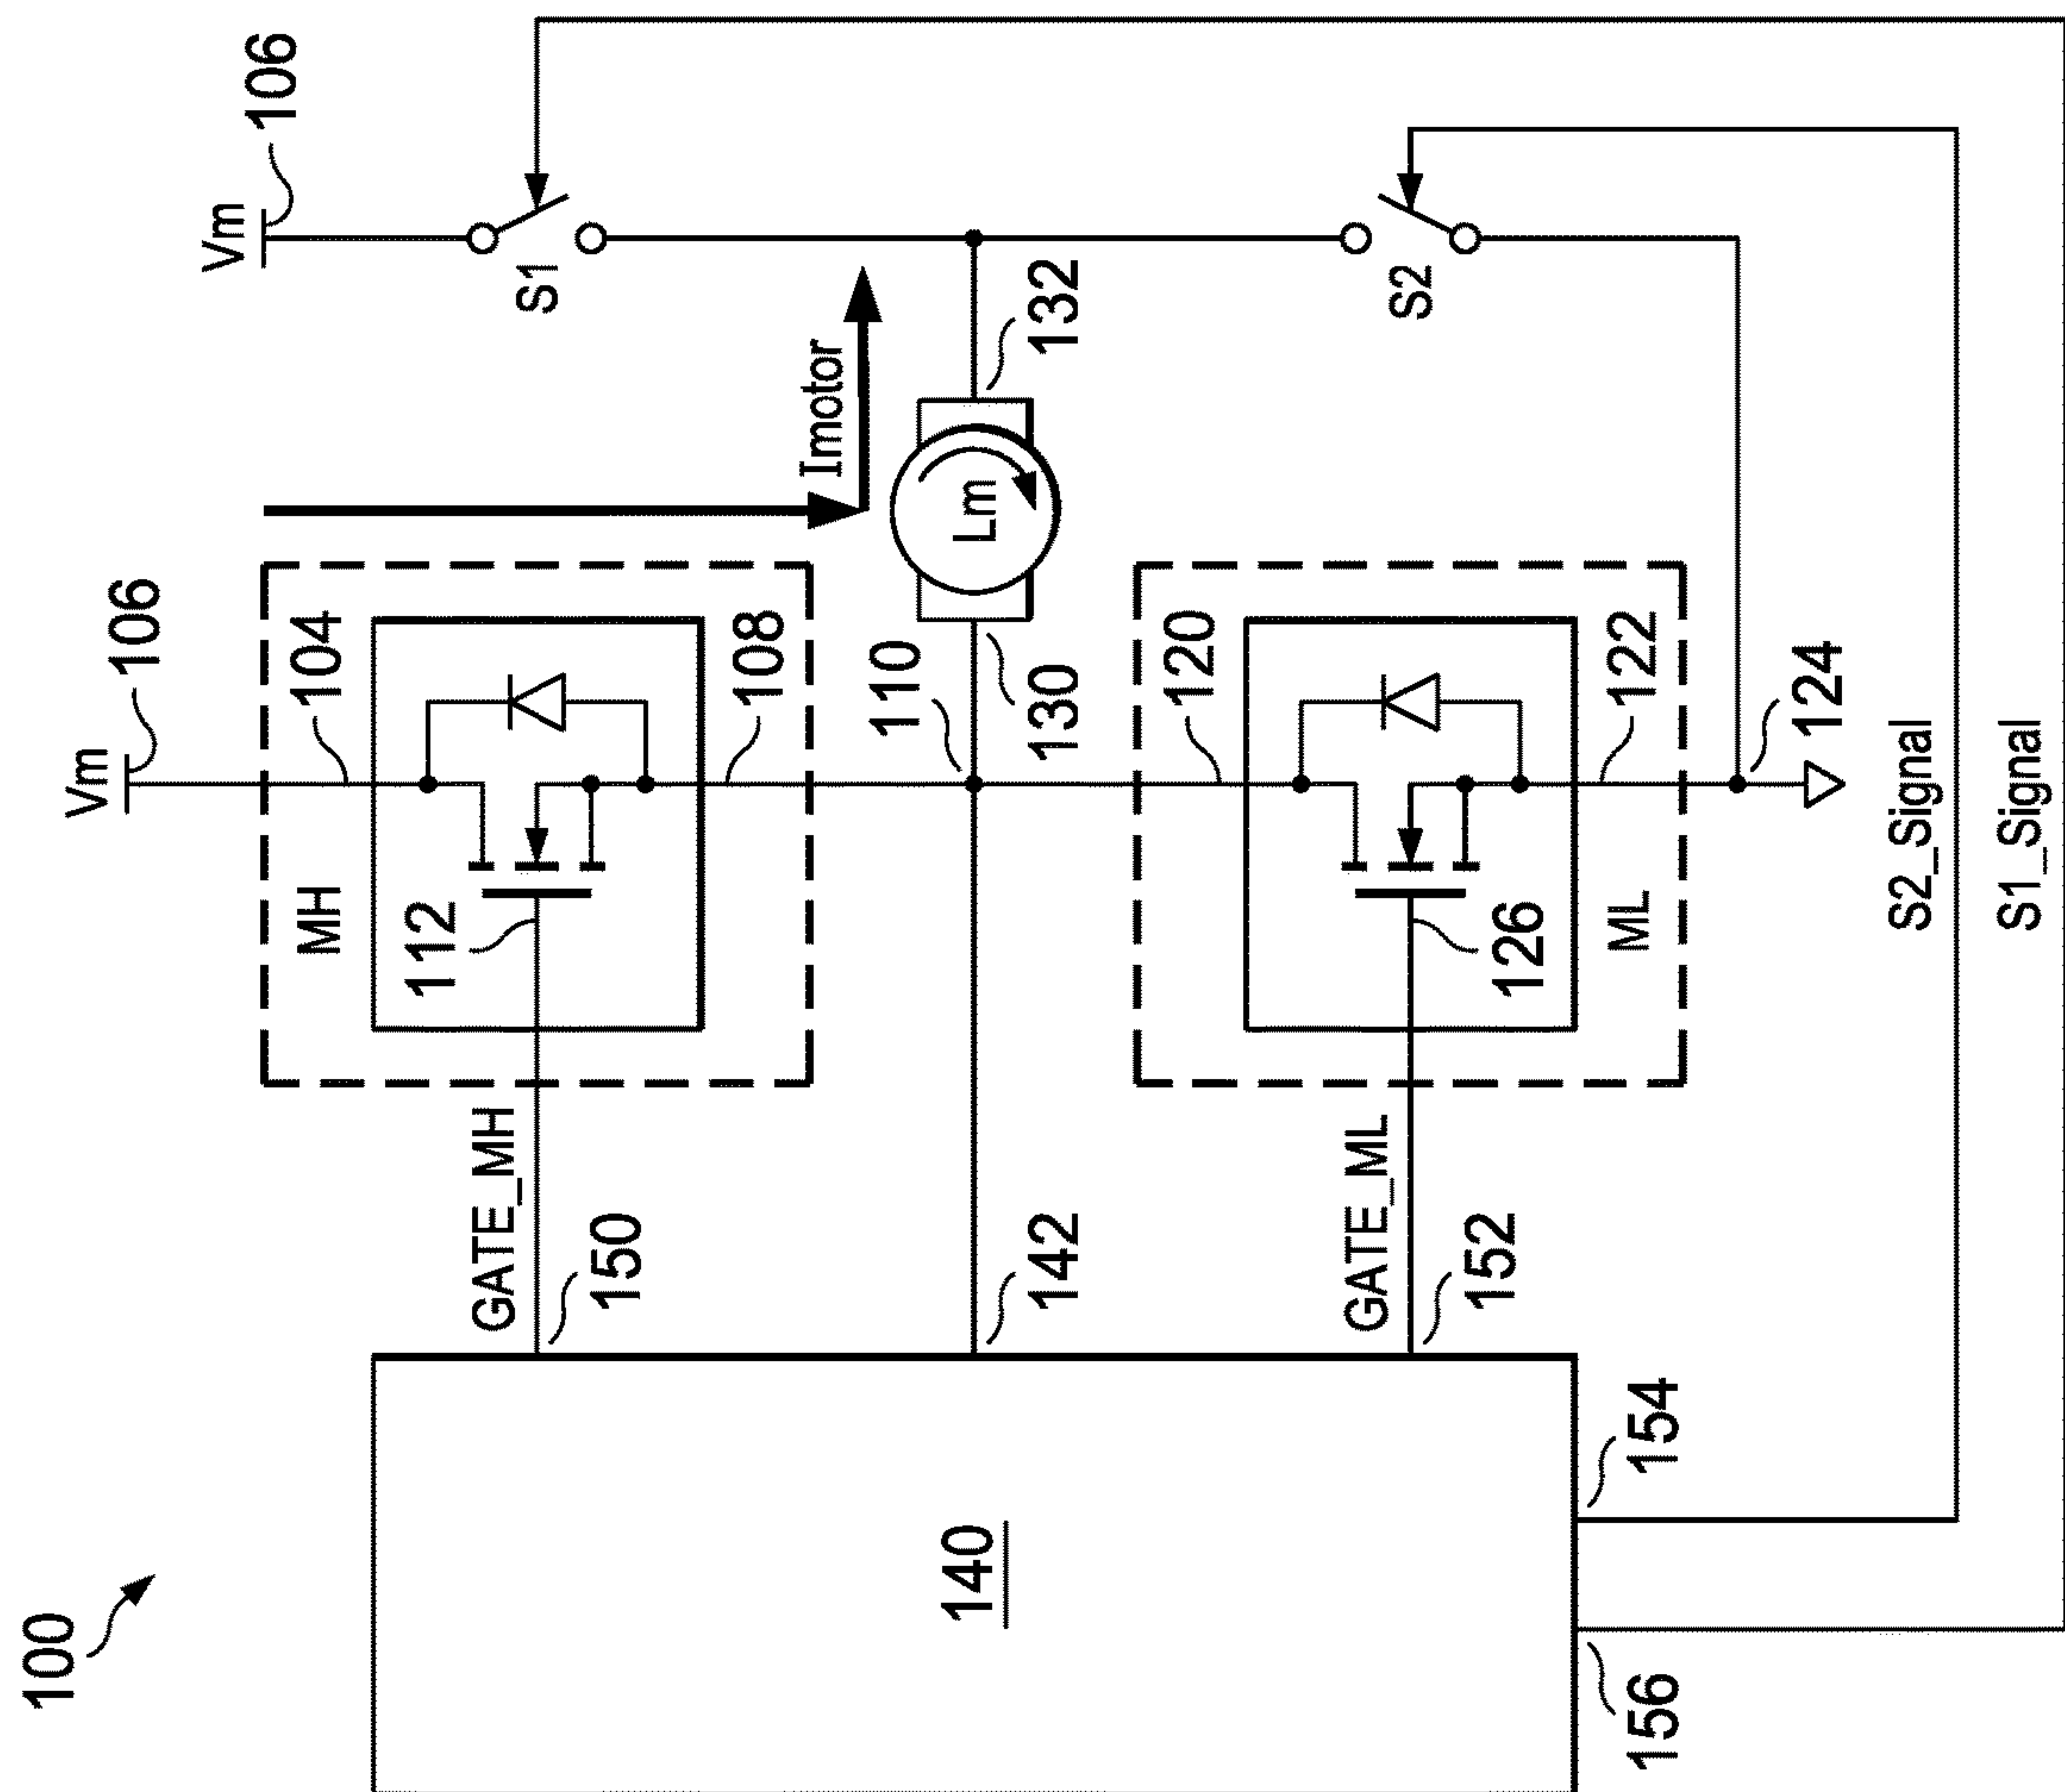 100
Vm
106
Vm
106
104
MH
112
108
GATE_MH
150
S1
Imotor
110
Lm
130
132
142
140
120
GATE_ML
152
126
122
ML
S2
124
154
156
S2_Signal
S1_Signal